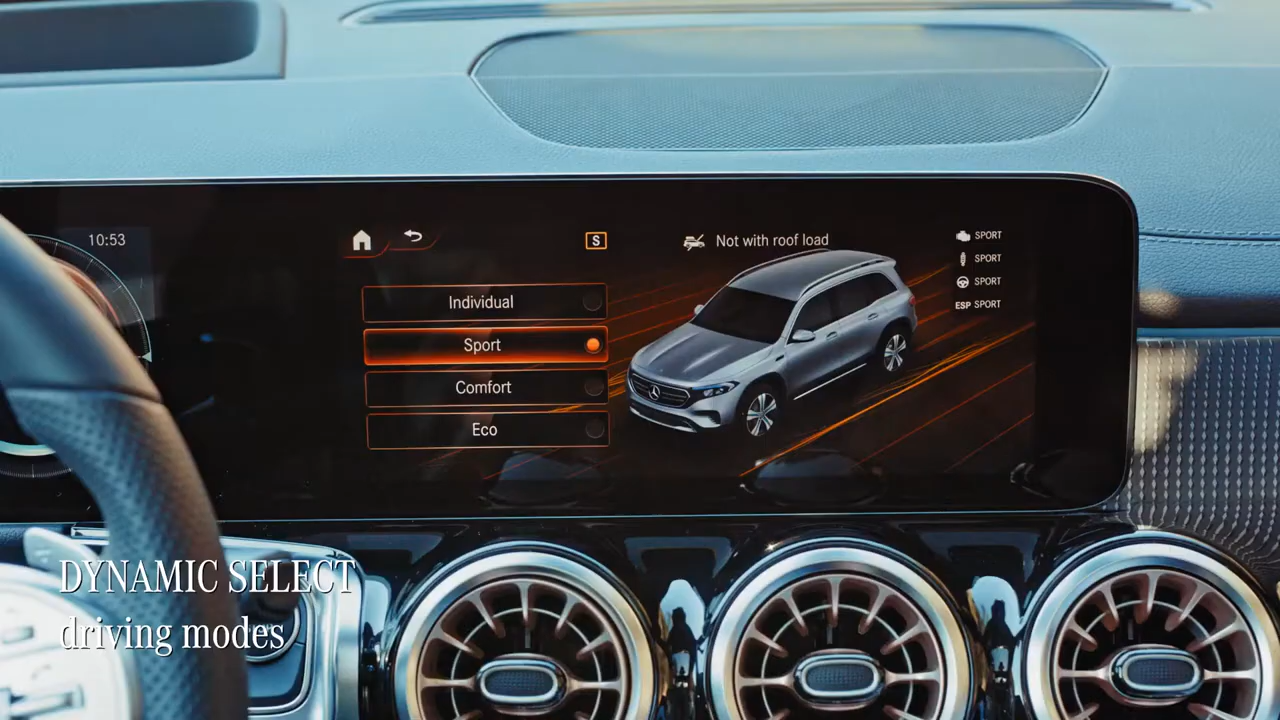 10:53
S
Not with roof load
SPORT
SPORT
SPORT
ESP SPORT
Individual
Sport
Comfort
Eco
DYNAMIC SELECT
driving modes